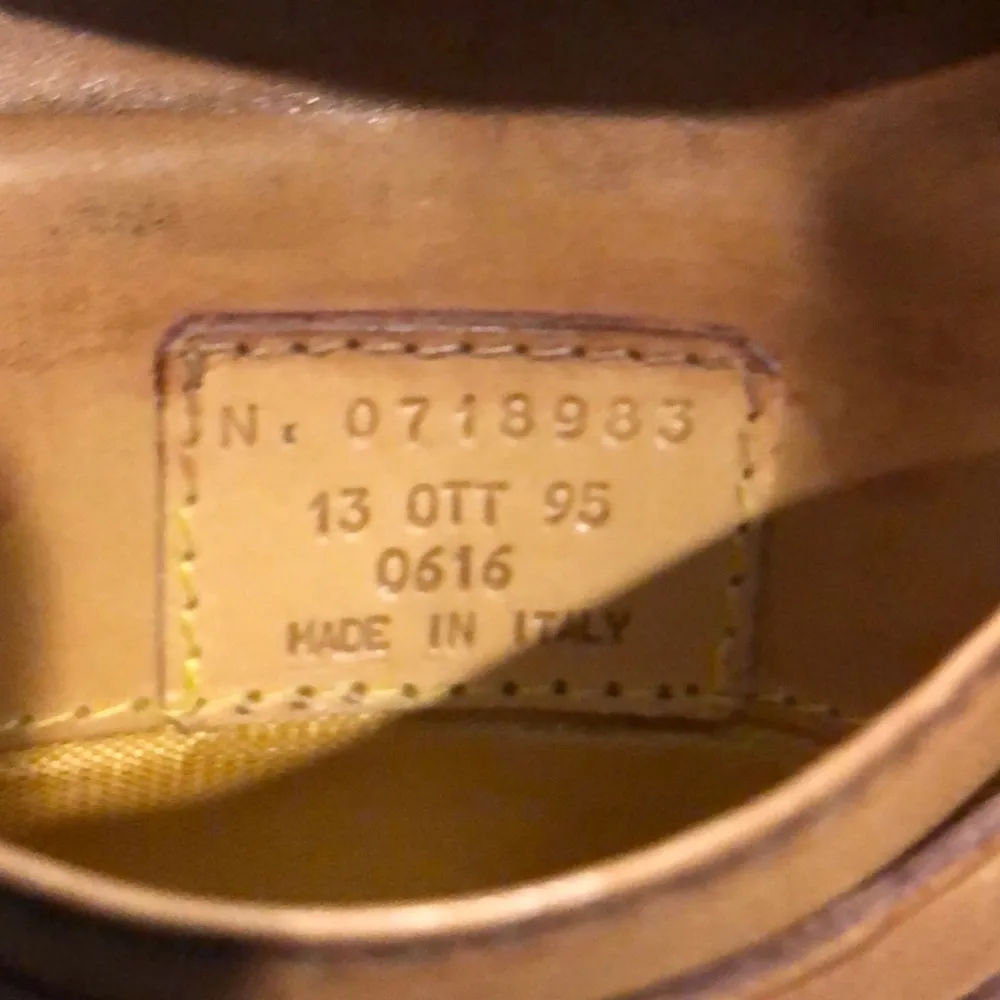 N. 0718983
13 OTT 95
0616
MADE IN ITALY